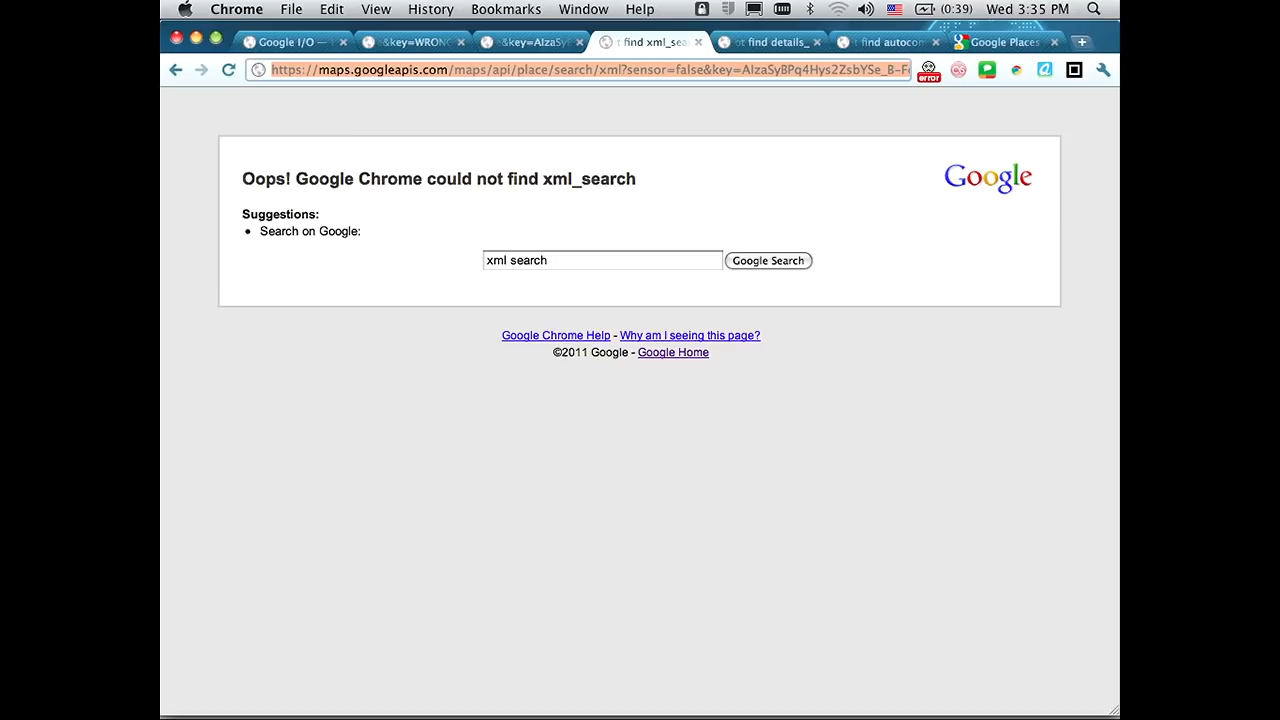 Chrome File Edit View History Bookmarks Window Help (0:39) Wed 3:35 PM
Google I/O — &key=WRONG &key=AIzaSyB t find xml_sea ot find details_ t find autocom Google Places
https://maps.googleapis.com/maps/api/place/search/xml?sensor=false&key=AIzaSyBPq4Hys2ZsbYSe_B-F error
Oops! Google Chrome could not find xml_search
Google
Suggestions:
• Search on Google:
xml search Google Search
Google Chrome Help - Why am I seeing this page?
©2011 Google - Google Home